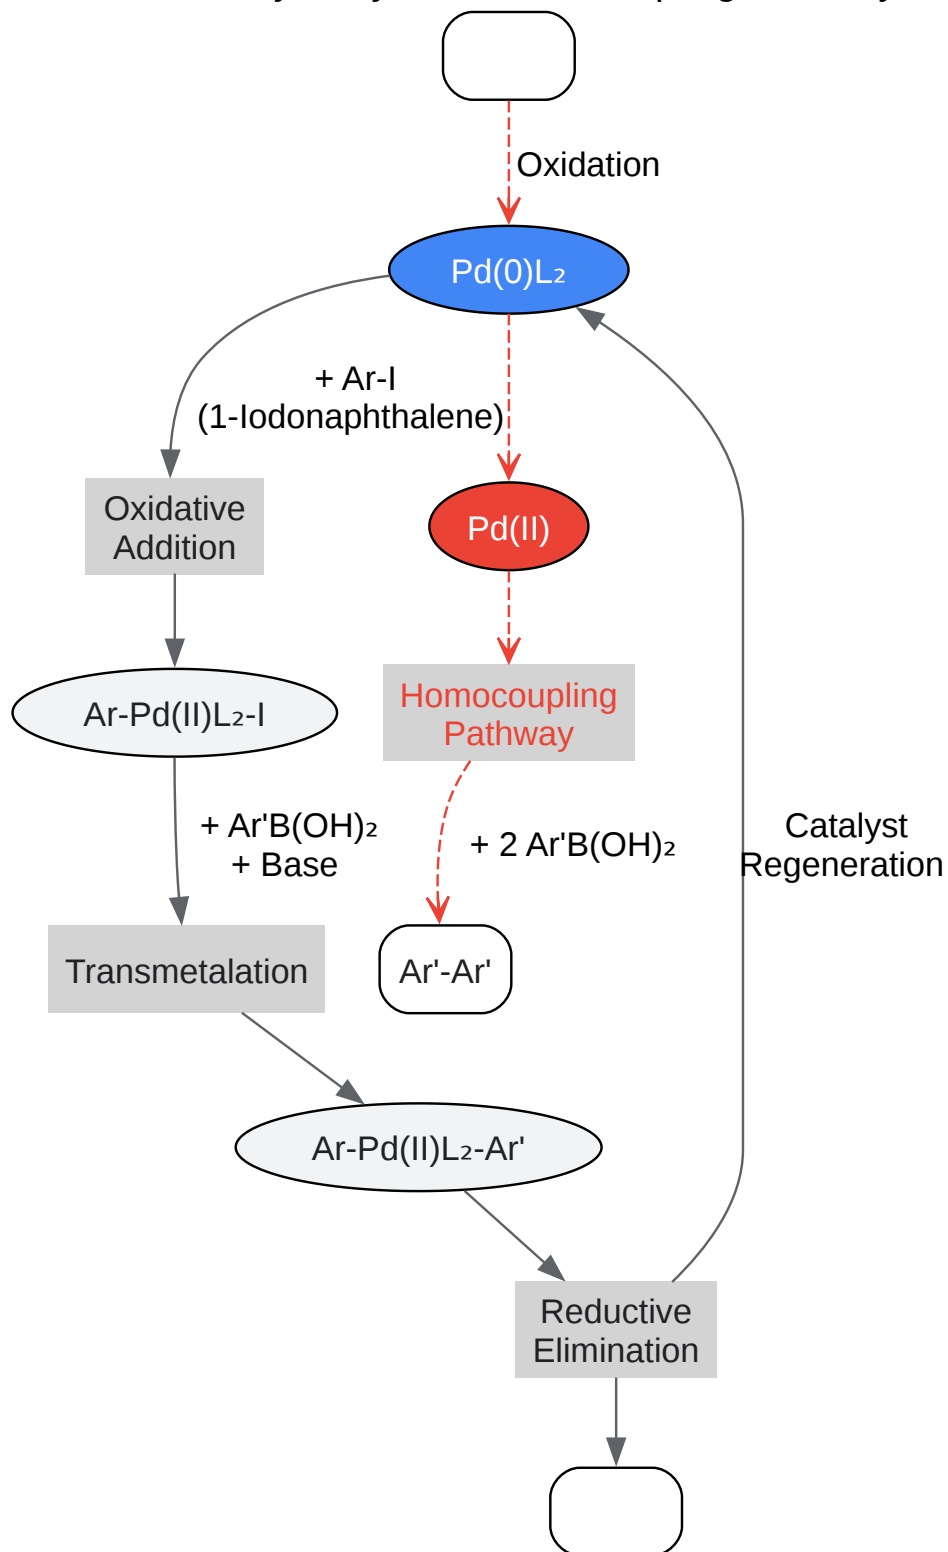 Oxidation
Pd(0)L₂
+ Ar-I
(1-Iodonaphthalene)
Oxidative
Addition
Pd(II)
Ar-Pd(II)L₂-I
Homocoupling
Pathway
+ Ar'B(OH)₂
+ Base
+ 2 Ar'B(OH)₂
Catalyst
Regeneration
Transmetalation
Ar'-Ar'
Ar-Pd(II)L₂-Ar'
Reductive
Elimination